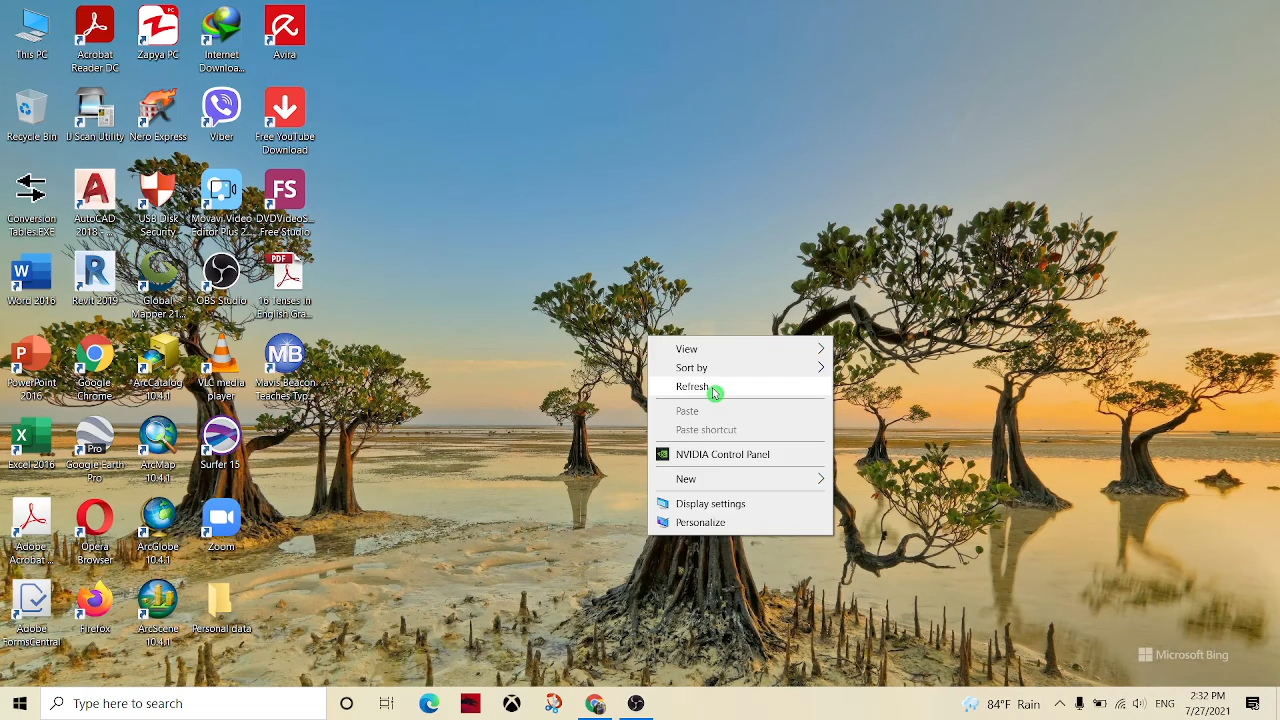 This PC
Acrobat
Reader DC
Zapya PC
Internet
Downloa...
Avira
Recycle Bin
IJ Scan Utility
Nero Express
Viber
Free YouTube
Download
Conversion
Tables.EXE
AutoCAD
2018 - ...
USB Disk
Security
Movavi Video
Editor Plus 2...
FS
DVDVideoS...
Free Studio
Word 2016
Revit 2019
Global
Mapper 21...
OBS Studio
PDF
16 Tenses in
English Gra...
PowerPoint
2016
Google
Chrome
ArcCatalog
10.4.1
VLC media
player
MB
Mavis Beacon
Teaches Typ...
Excel 2016
Pro
Google Earth
Pro
ArcMap
10.4.1
Surfer 15
Adobe
Acrobat ...
Opera
Browser
ArcGlobe
10.4.1
Zoom
Adobe
FormsCentral
Firefox
ArcScene
10.4.1
Personal data
View
Sort by
Refresh
Paste
Paste shortcut
NVIDIA Control Panel
New
Display settings
Personalize
Microsoft Bing
Type here to search
84°F Rain
ENG
2:32 PM
7/27/2021